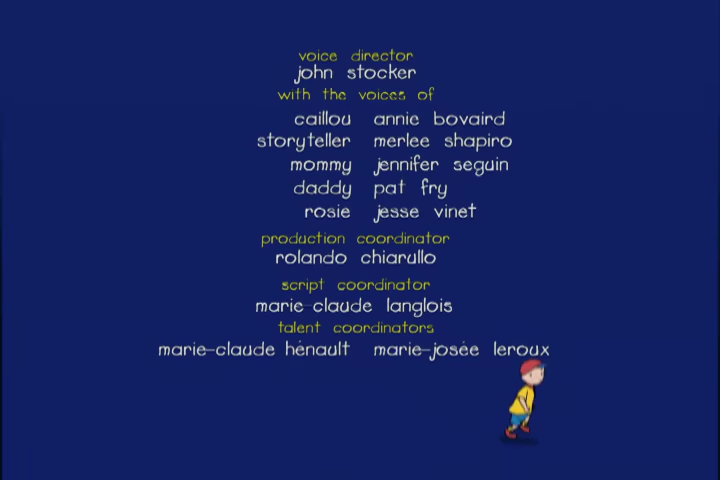 voice director
john stocker
with the voices of
caillou annie bovaird
storyteller merlee shapiro
mommy jennifer seguin
daddy pat fry
rosie jesse vinet
production coordinator
rolando chiarullo
script coordinator
marie-claude langlois
talent coordinators
marie-claude hénault marie-josée leroux